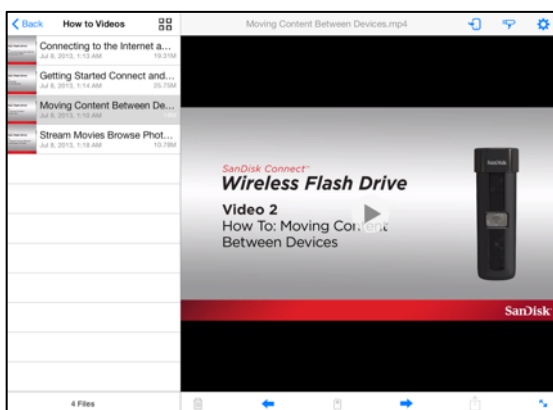 Back
How to Videos
Moving Content Between Devices.mp4
Connecting to the Internet a...
Jul 8, 2013, 1:13 AM 19.31M
Getting Started Connect and...
Jul 8, 2013, 1:14 AM 25.75M
Moving Content Between De...
Jul 8, 2013, 1:10 AM
Stream Movies Browse Phot...
Jul 8, 2013, 1:18 AM 10.78M
SanDisk Connect™
Wireless Flash Drive
Video 2
How To: Moving Content
Between Devices
SanDisk
SanDisk
4 Files